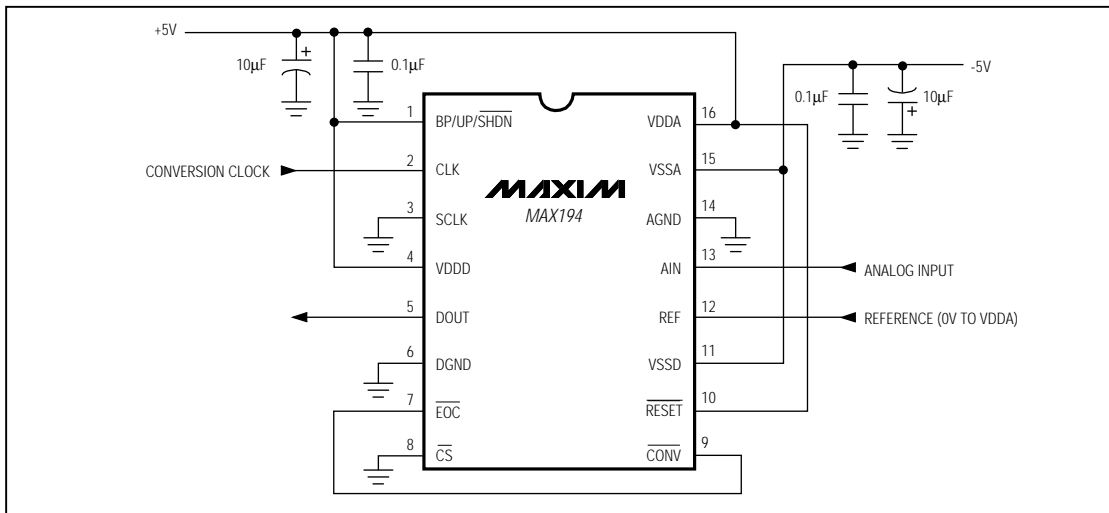 +5V
10µF
+
0.1µF
-5V
0.1µF
10µF
+
1
BP/UP/SHDN
VDDA
16
CONVERSION CLOCK
2
CLK
VSSA
15
MAXIM
MAX194
3
SCLK
AGND
14
4
VDDD
AIN
13
ANALOG INPUT
5
DOUT
REF
12
REFERENCE (0V TO VDDA)
6
DGND
VSSD
11
7
EOC
RESET
10
8
CS
CONV
9